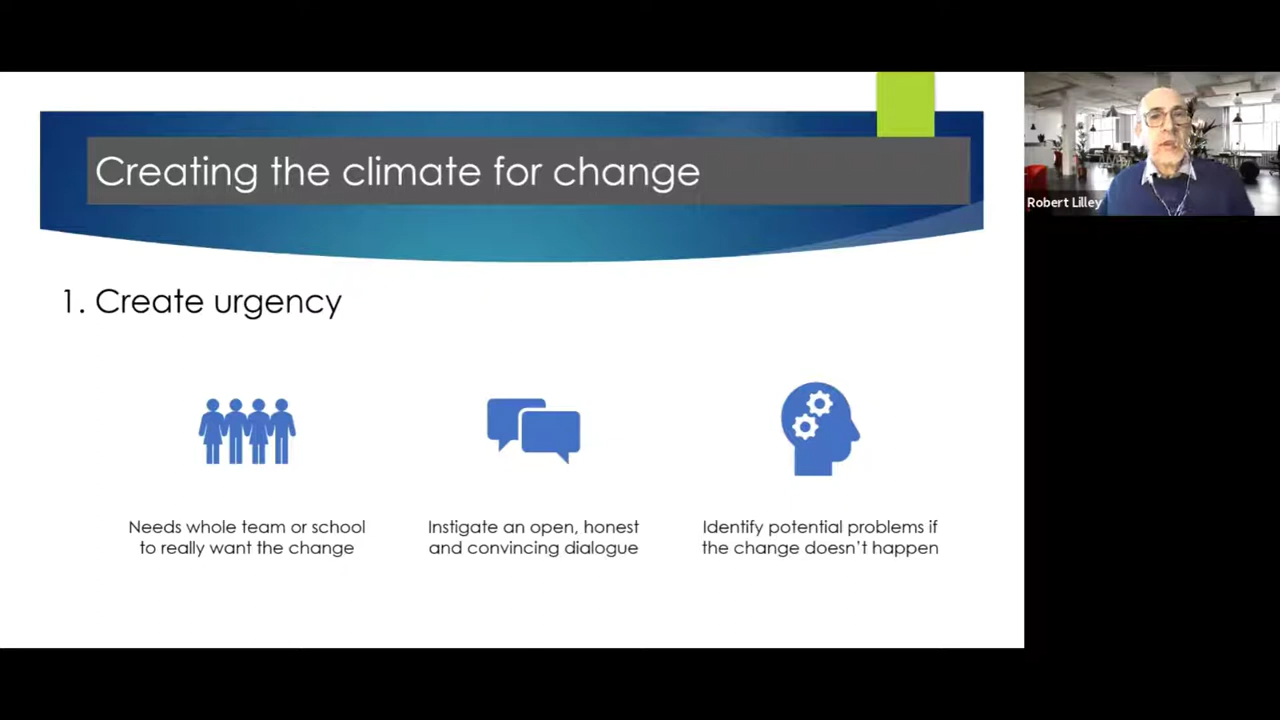 Creating the climate for change
Robert Lilley
1. Create urgency
Needs whole team or school
to really want the change
Instigate an open, honest
and convincing dialogue
Identify potential problems if
the change doesn’t happen